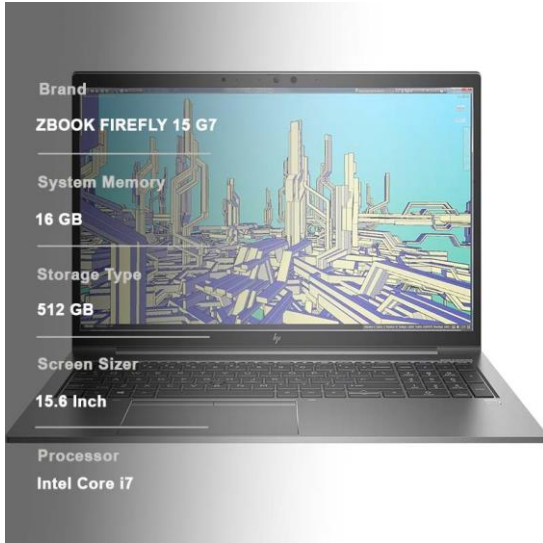 Brand
ZBOOK FIREFLY 15 G7
System Memory
16 GB
Storage Type
512 GB
Screen Sizer
15.6 Inch
Processor
Intel Core i7